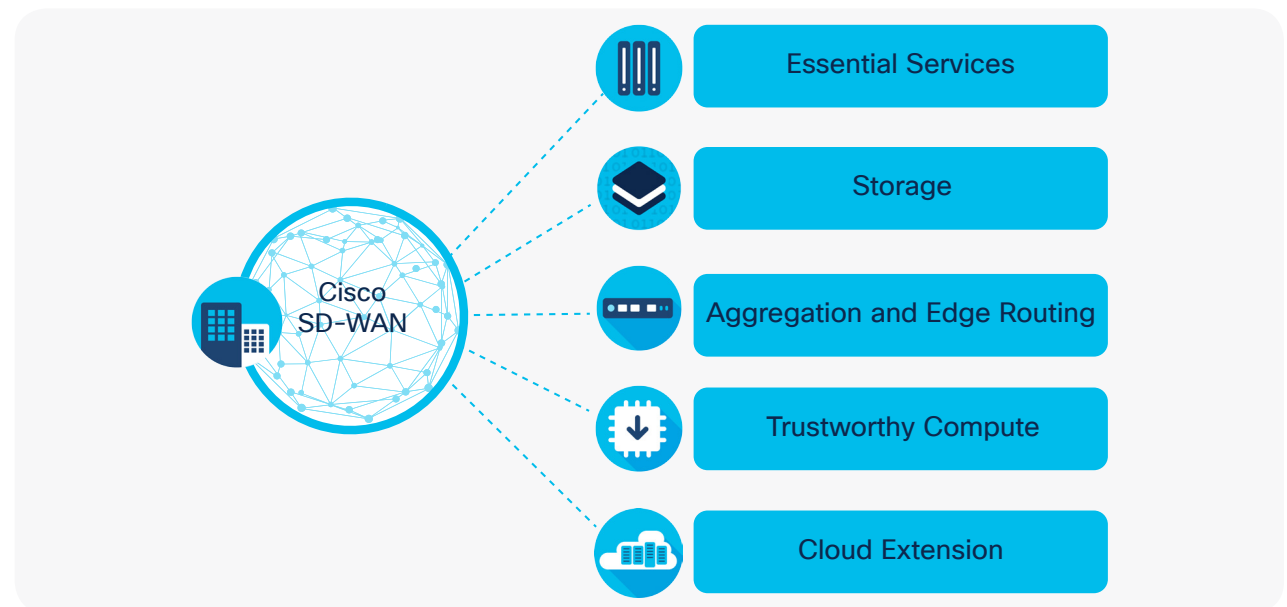 Essential Services
Storage
Cisco
SD-WAN
Aggregation and Edge Routing
Trustworthy Compute
Cloud Extension